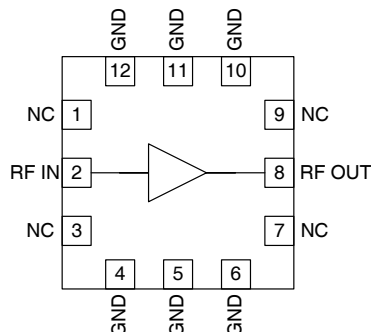 GND GND GND
12 11 10
NC 1 9 NC
RF IN 2 8 RF OUT
NC 3 7 NC
4 5 6
GND GND GND